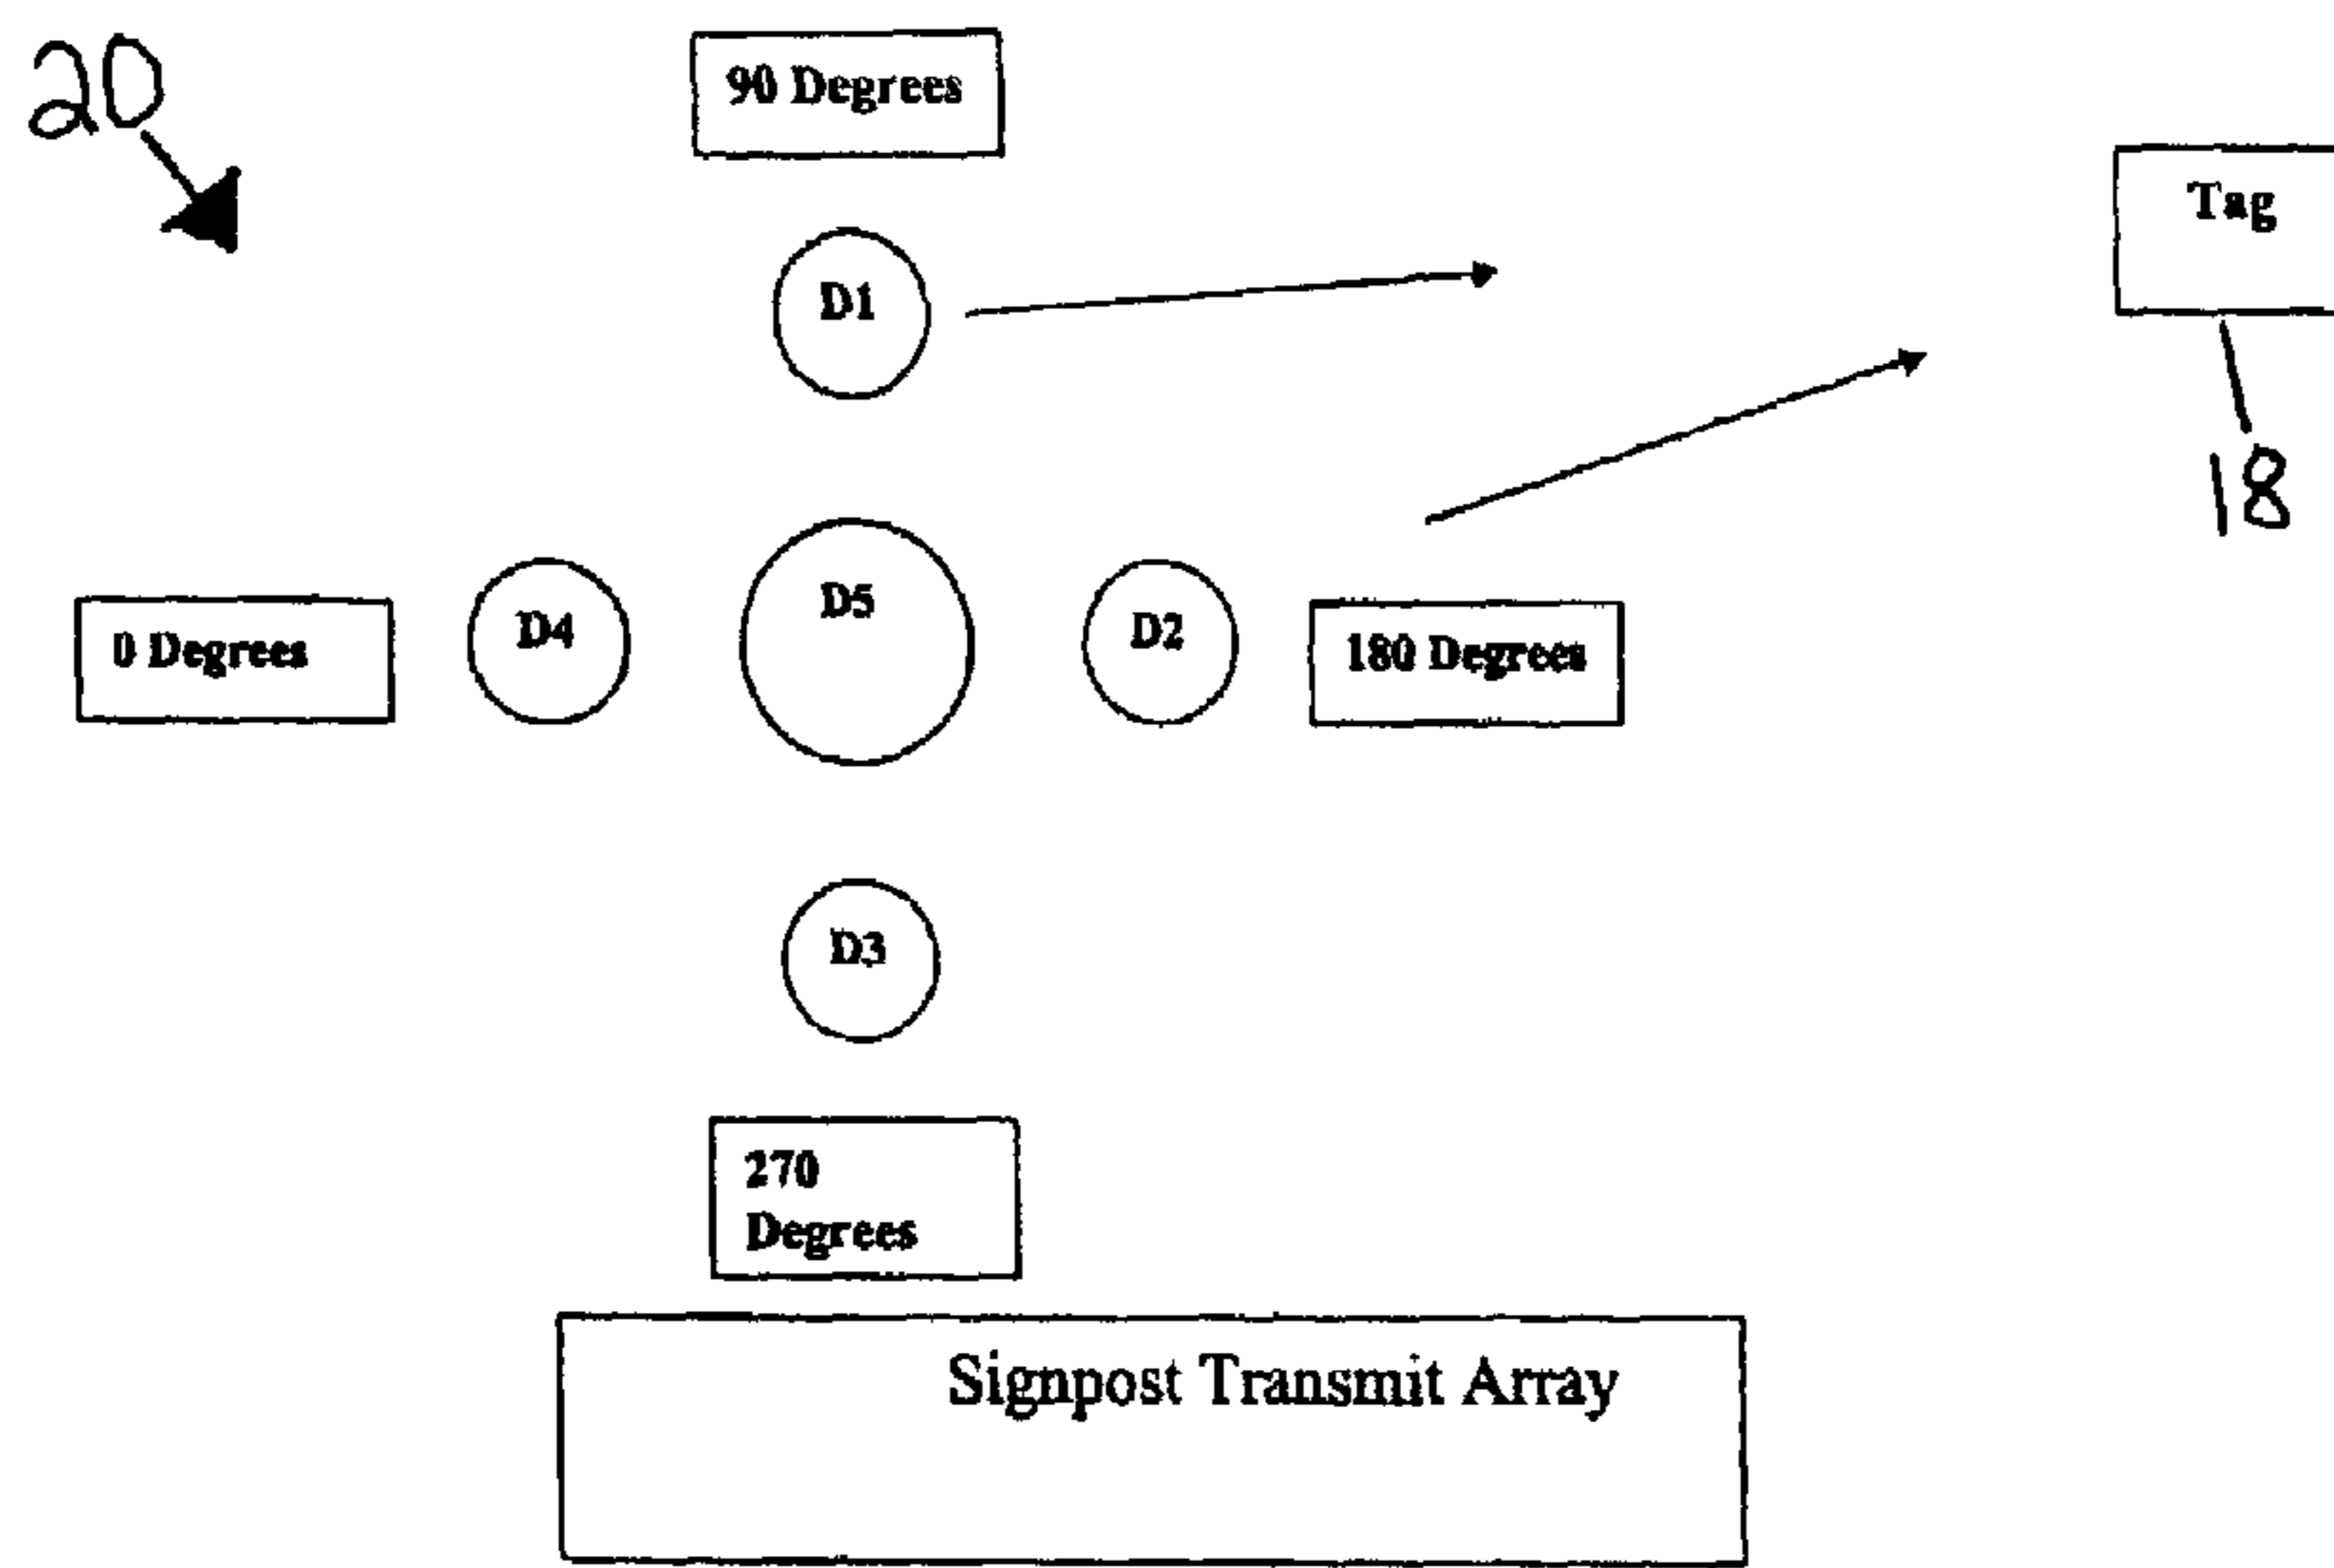 20
90 Degrees
Tag
D1
18
D5
0 Degrees
D4
D2
180 Degrees
D3
270
Degrees
Signpost Transmit Array